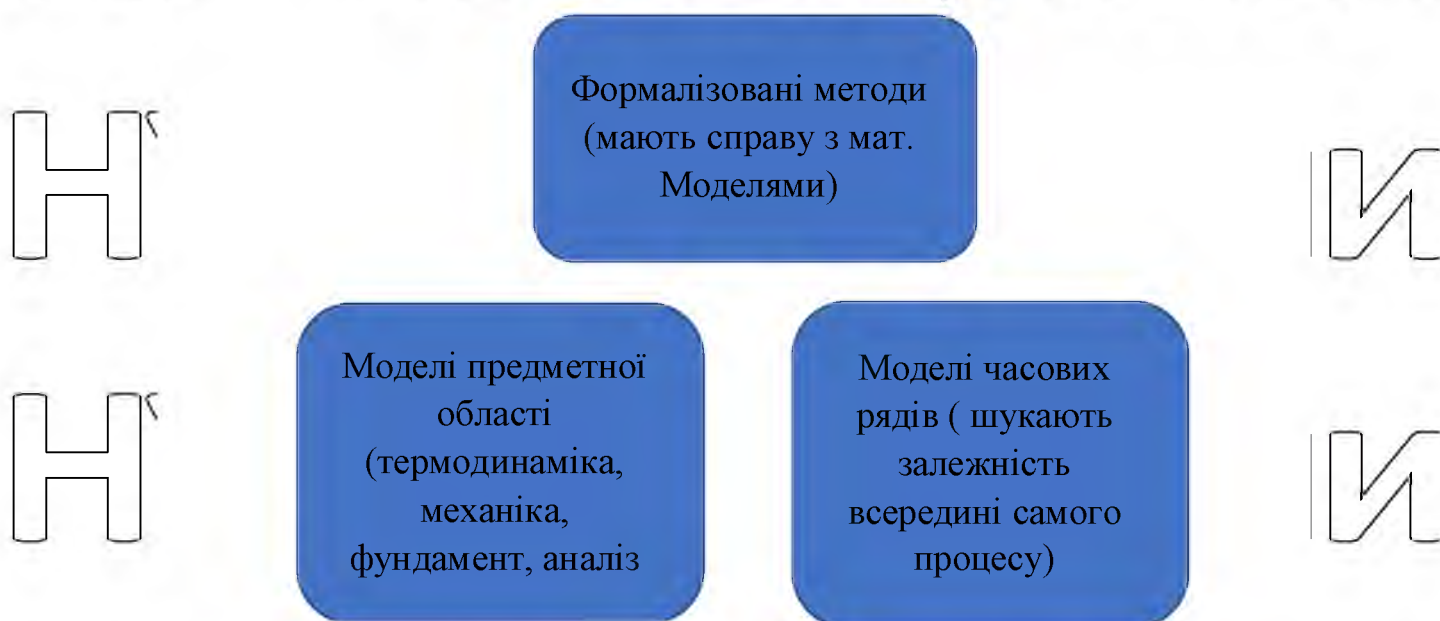 Формалізовані методи
(мають справу з мат.
Моделями)
Моделі предметної
області
(термодинаміка,
механіка,
фундамент, аналіз
Моделі часових
рядів ( шукають
залежність
всередині самого
процесу)
Н
И
Н
И